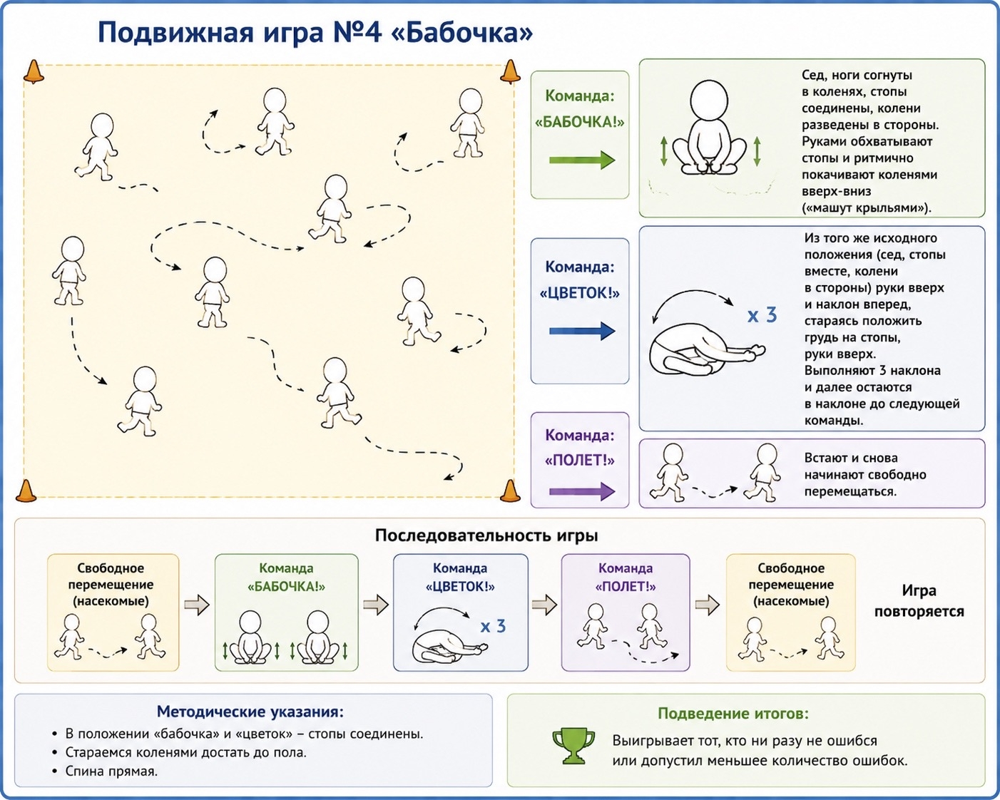 Подвижная игра №4 «Бабочка»
Команда:
«БАБОЧКА!»
Сед, ноги согнуты
в коленях, стопы
соединены, колени
разведены в стороны.
Руками обхватывают
стопы и ритмично
покачивают коленями
вверх-вниз
(«машут крыльями»).
Команда:
«ЦВЕТОК!»
x 3
Из того же исходного
положения (сед, стопы
вместе, колени
в стороны) руки вверх
и наклон вперед,
стараясь положить
грудь на стопы,
руки вверх.
Выполняют 3 наклона
и далее остаются
в наклоне до следующей
команды.
Команда:
«ПОЛЕТ!»
Встают и снова
начинают свободно
перемещаться.
Последовательность игры
Свободное
перемещение
(насекомые)
Команда
«БАБОЧКА!»
Команда
«ЦВЕТОК!»
x 3
Команда
«ПОЛЕТ!»
Свободное
перемещение
(насекомые)
Игра
повторяется
Методические указания:
• В положении «бабочка» и «цветок» – стопы соединены.
• Стараемся коленями достать до пола.
• Спина прямая.
Подведение итогов:
Выигрывает тот, кто ни разу не ошибся
или допустил меньшее количество ошибок.